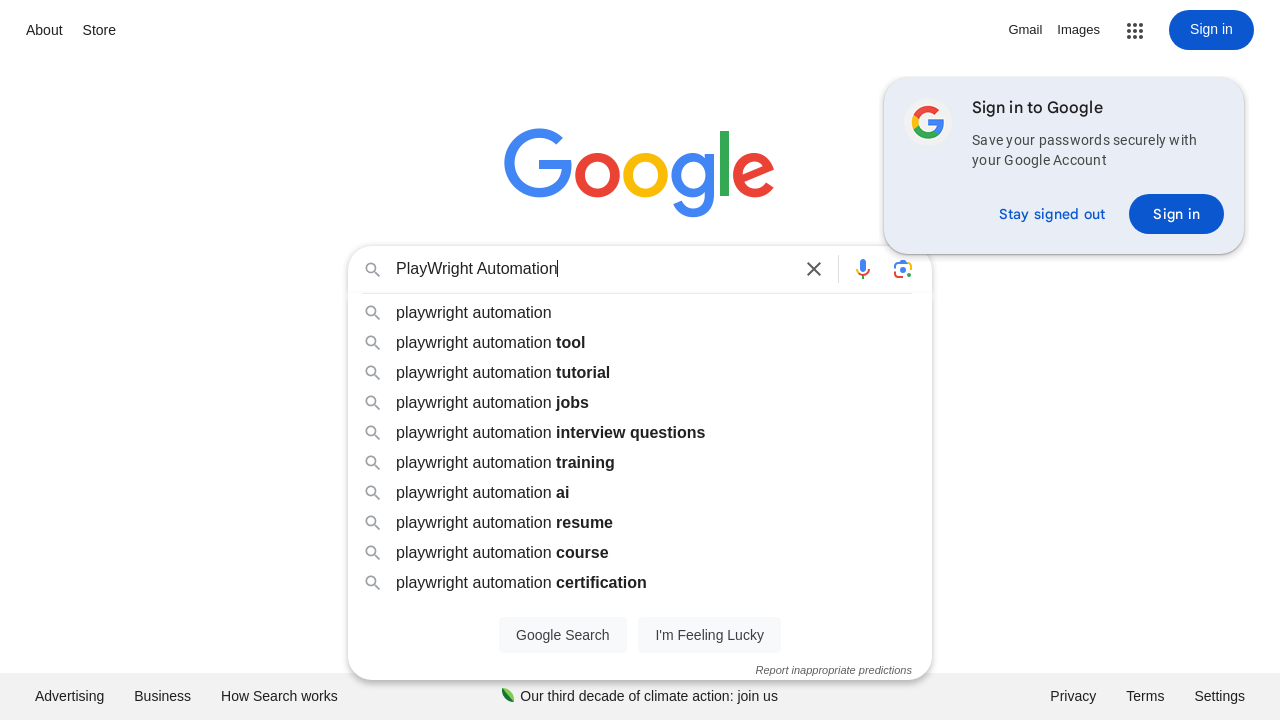 About
Store
Gmail
Images
Sign in
Sign in to Google
Save your passwords securely with
your Google Account
Stay signed out
Sign in
Google
PlayWright Automation
playwright automation
playwright automation tool
playwright automation tutorial
playwright automation jobs
playwright automation interview questions
playwright automation training
playwright automation ai
playwright automation resume
playwright automation course
playwright automation certification
Google Search
I'm Feeling Lucky
Report inappropriate predictions
Advertising
Business
How Search works
Our third decade of climate action: join us
Privacy
Terms
Settings